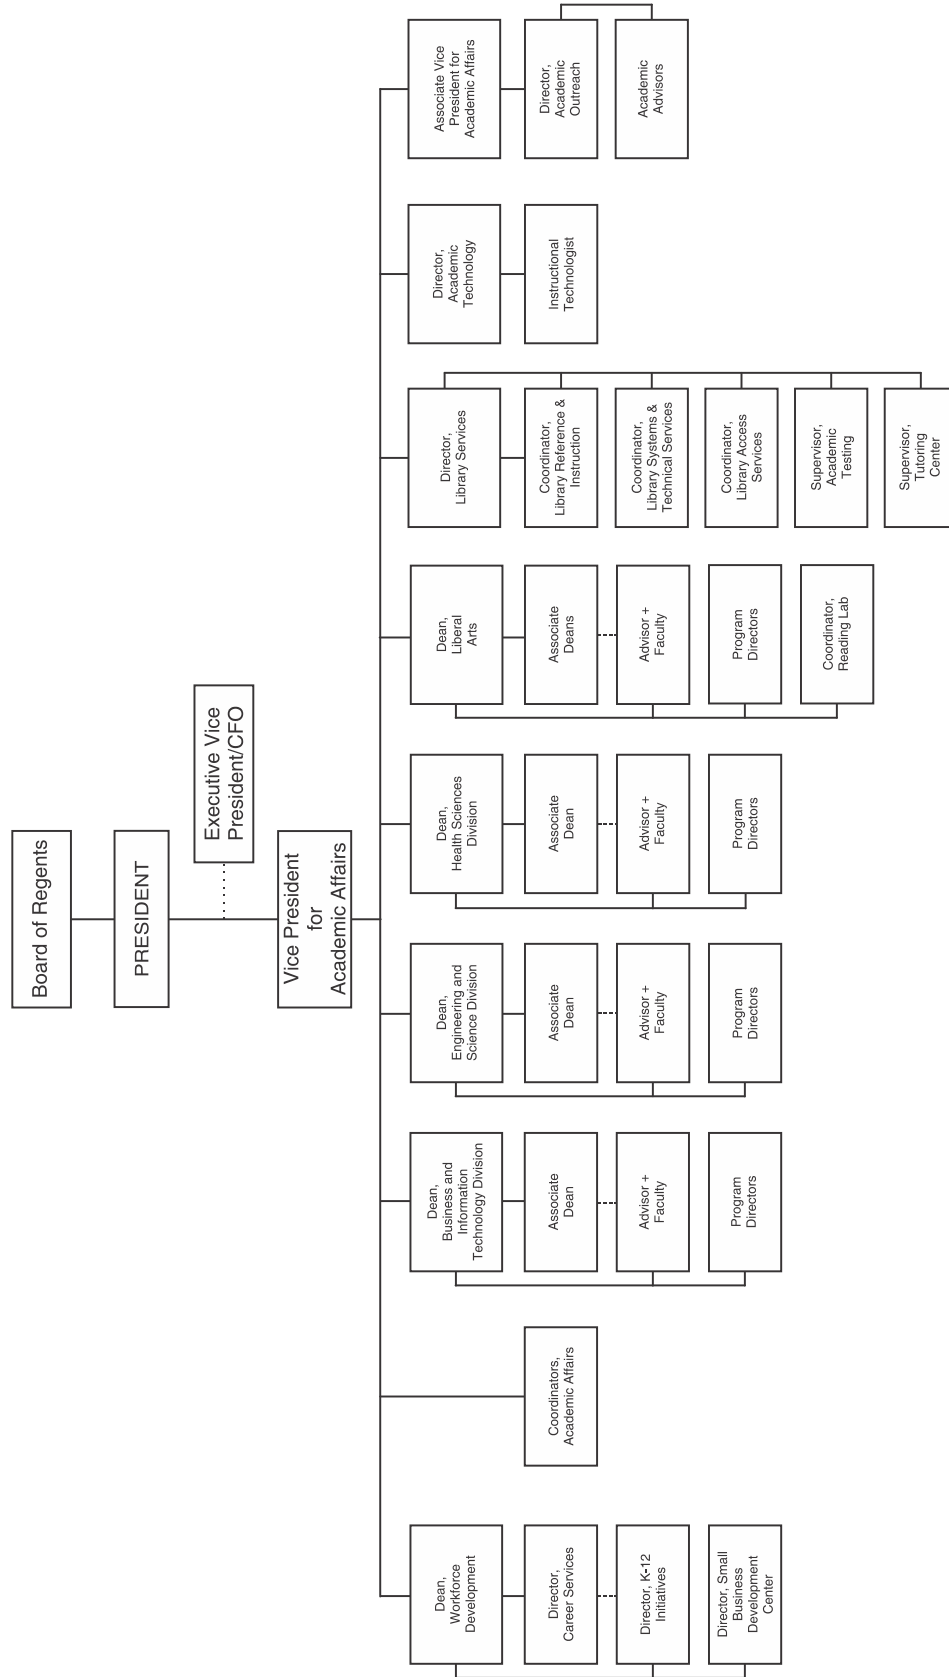 Board of Regents
PRESIDENT
Executive Vice
President/CFO
Vice President
for
Academic Affairs
Dean,
Workforce
Development
Director,
Career Services
Director, K-12
Initiatives
Director, Small
Business
Development
Center
Coordinators,
Academic Affairs
Dean,
Business and
Information
Technology Division
Associate
Dean
Advisor +
Faculty
Program
Directors
Dean,
Engineering and
Science Division
Associate
Dean
Advisor +
Faculty
Program
Directors
Dean,
Health Sciences
Division
Associate
Dean
Advisor +
Faculty
Program
Directors
Dean,
Liberal
Arts
Associate
Deans
Advisor +
Faculty
Program
Directors
Coordinator,
Reading Lab
Director,
Library Services
Coordinator,
Library Reference &
Instruction
Coordinator,
Library Systems &
Technical Services
Coordinator,
Library Access
Services
Supervisor,
Academic
Testing
Supervisor,
Tutoring
Center
Director,
Academic
Technology
Instructional
Technologist
Associate Vice
President for
Academic Affairs
Director,
Academic
Outreach
Academic
Advisors